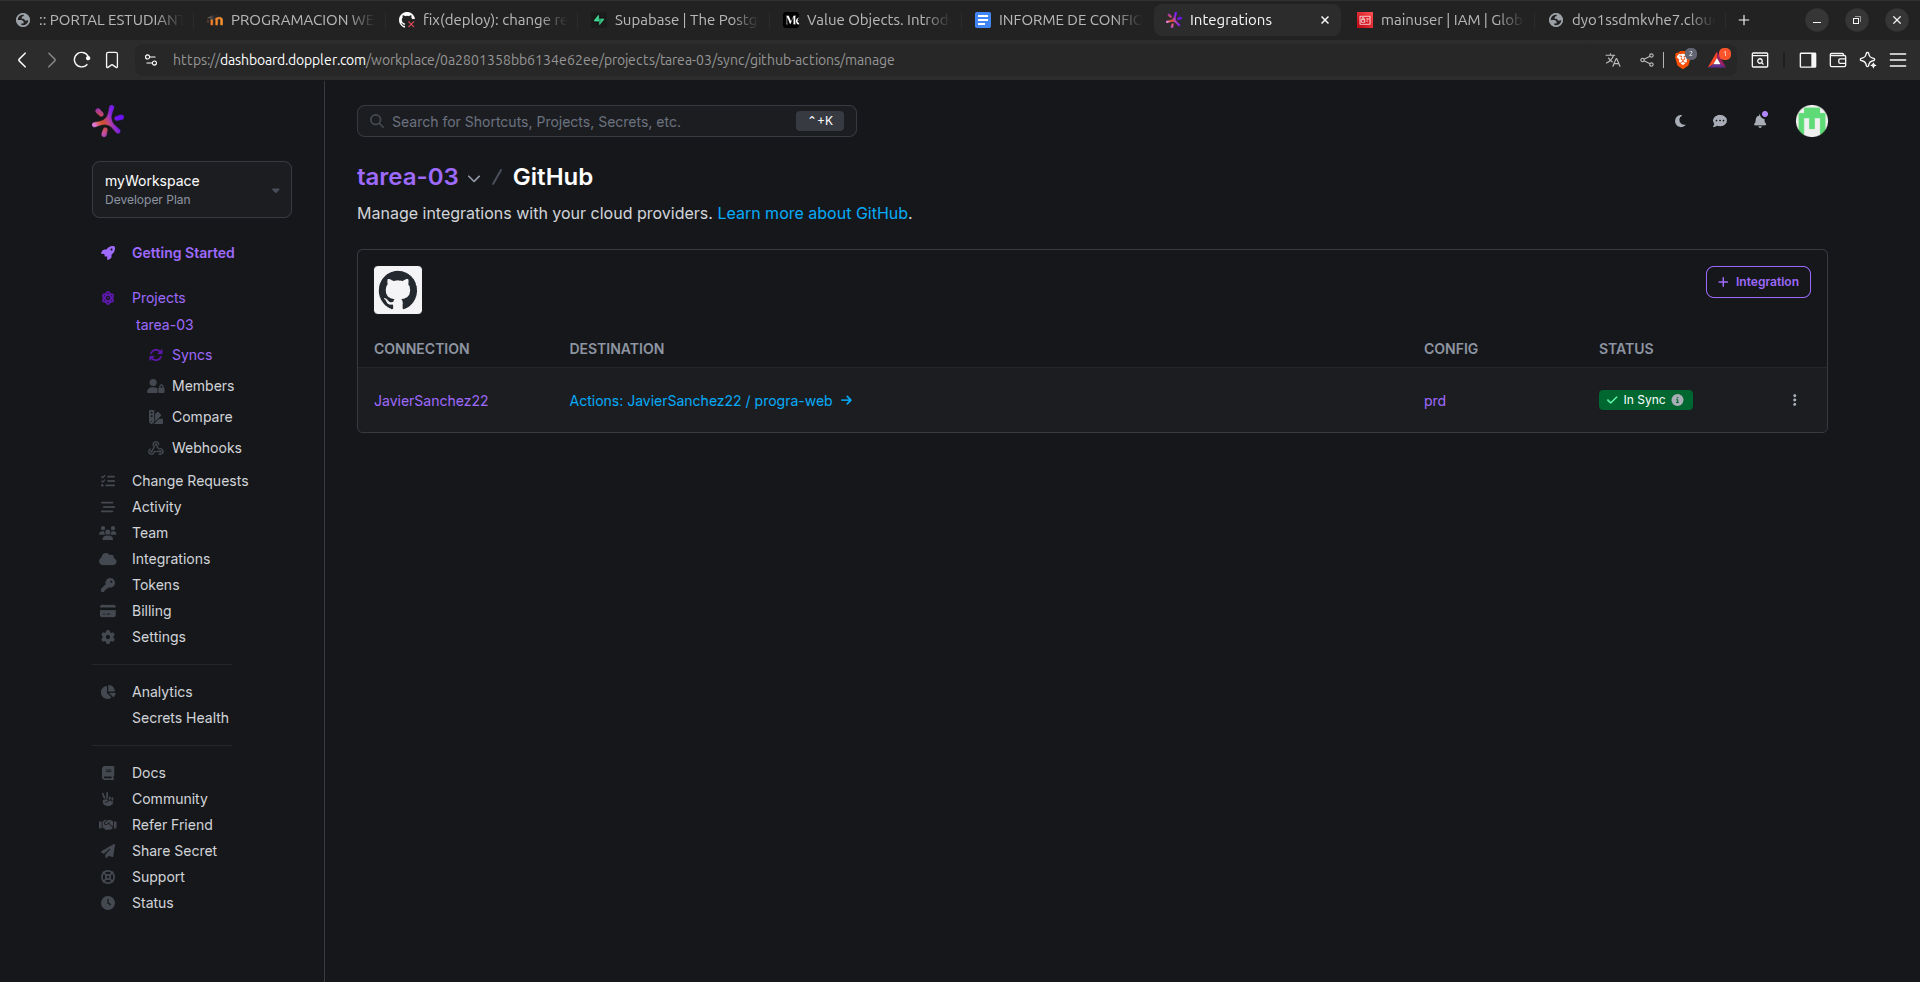 :: PORTAL ESTUDIANT
PROGRAMACION WE
fix(deploy): change re
Supabase | The Postg
Value Objects. Introd
INFORME DE CONFIG
Integrations
mainuser | IAM | Glob
dyo1ssdmkvhe7.clou
https://dashboard.doppler.com/workplace/0a2801358bb6134e62ee/projects/tarea-03/sync/github-actions/manage
2
1
Search for Shortcuts, Projects, Secrets, etc.
⌃+K
myWorkspace
Developer Plan
Getting Started
Projects
tarea-03
Syncs
Members
Compare
Webhooks
Change Requests
Activity
Team
Integrations
Tokens
Billing
Settings
Analytics
Secrets Health
Docs
Community
Refer Friend
Share Secret
Support
Status
tarea-03 / GitHub
Manage integrations with your cloud providers. Learn more about GitHub.
+ Integration
CONNECTION DESTINATION CONFIG STATUS
JavierSanchez22 Actions: JavierSanchez22 / progra-web → prd In Sync